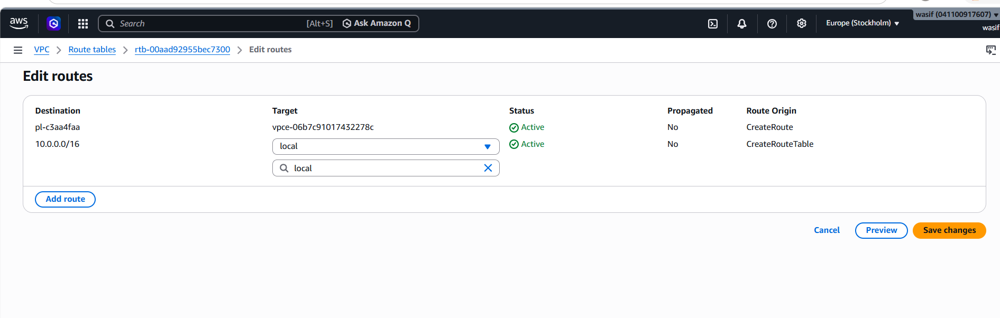 aws
Search [Alt+S] Ask Amazon Q
Europe (Stockholm)
wasif (041100917607)
wasif
VPC
Route tables
rtb-00aad92955bec7300
Edit routes
Edit routes
Destination Target Status Propagated Route Origin
pl-c3aa4faa vpce-06b7c91017432278c Active No CreateRoute
10.0.0.0/16 local Active No CreateRouteTable
local
Add route
Cancel Preview Save changes